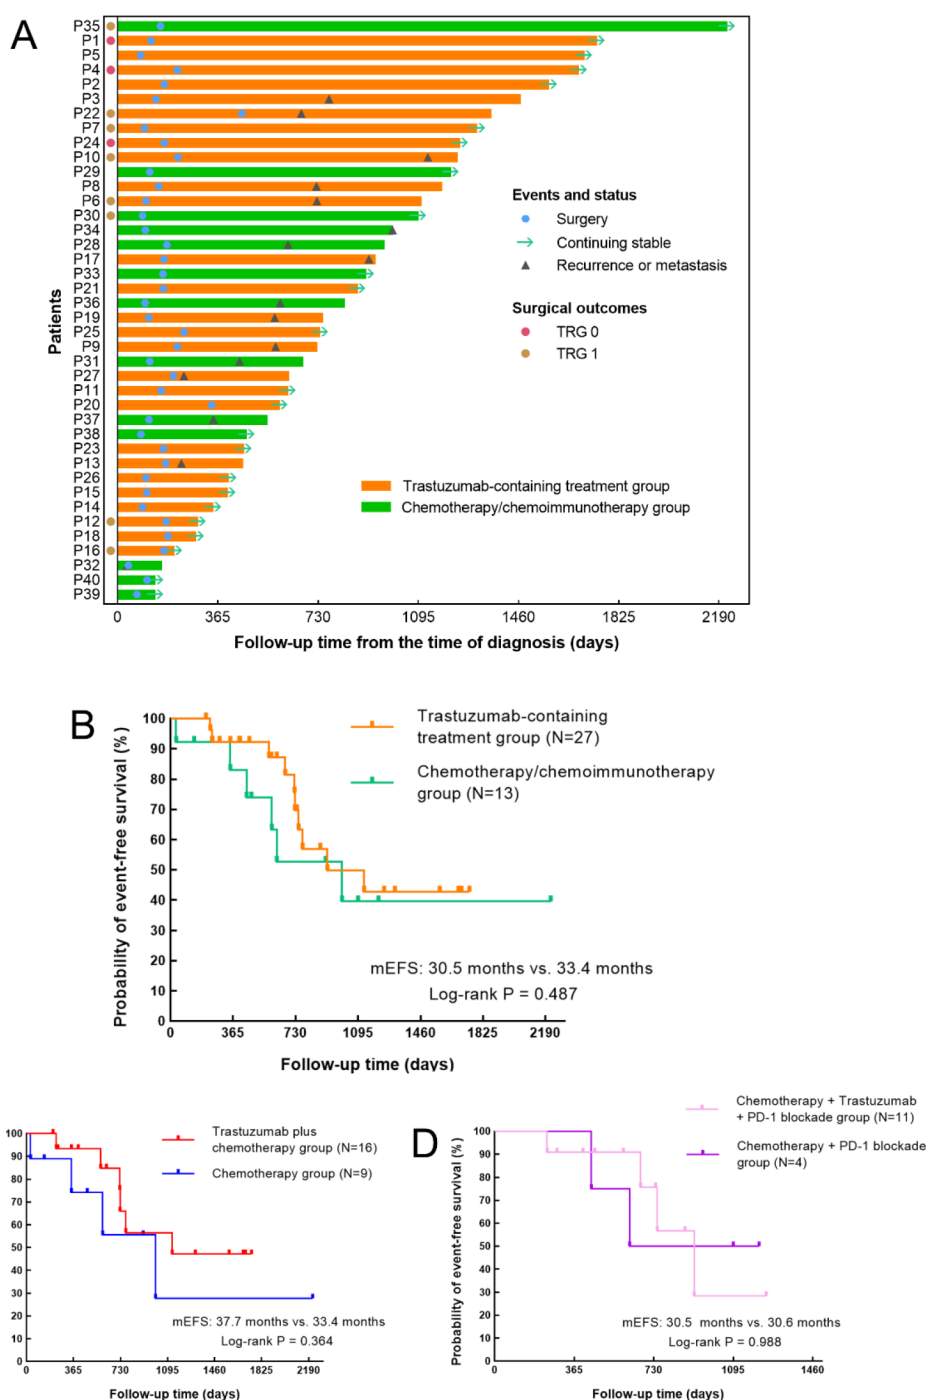 A
P35
P1
P5
P4
P2
P3
P22
P7
P24
P10
P29
P8
P6
P30
P34
P28
P17
P33
P21
P36
P19
P25
P9
P31
P27
P11
P20
P37
P38
P23
P13
P26
P15
P14
P12
P18
P16
P32
P40
P39
Patients
Events and status
Surgery
Continuing stable
Recurrence or metastasis
Surgical outcomes
TRG 0
TRG 1
Trastuzumab-containing treatment group
Chemotherapy/chemoimmunotherapy group
0 365 730 1095 1460 1825 2190
Follow-up time from the time of diagnosis (days)
B
Probability of event-free survival (%)
100
90
80
70
60
50
40
30
20
10
0
Trastuzumab-containing
treatment group (N=27)
Chemotherapy/chemoimmunotherapy
group (N=13)
mEFS: 30.5 months vs. 33.4 months
Log-rank P = 0.487
0 365 730 1095 1460 1825 2190
Follow-up time (days)
100
90
80
70
60
50
40
30
20
10
0
Trastuzumab plus
chemotherapy group (N=16)
Chemotherapy group (N=9)
mEFS: 37.7 months vs. 33.4 months
Log-rank P = 0.364
0 365 730 1095 1460 1825 2190
Follow-up time (days)
D
Probability of event-free survival (%)
100
90
80
70
60
50
40
30
20
10
0
Chemotherapy + Trastuzumab
+ PD-1 blockade group (N=11)
Chemotherapy + PD-1 blockade
group (N=4)
mEFS: 30.5 months vs. 30.6 months
Log-rank P = 0.988
0 365 730 1095 1460
Follow-up time (days)